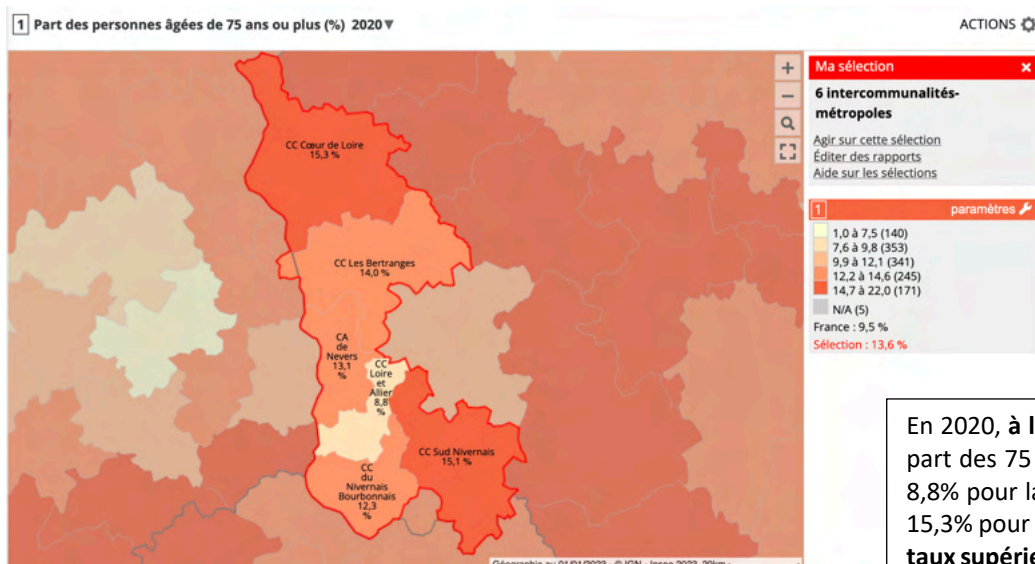 1 Part des personnes âgées de 75 ans ou plus (%) 2020 ▼
ACTIONS
CC Cœur de Loire
15,3 %
CC Les Bertranges
14,0 %
CA
de
Nevers
13,1
%
CC
Loire
et
Allier
8,8
%
CC Sud Nivernais
15,1 %
CC
du
Nivernais
Bourbonnais
12,3
%
+
−
Ma sélection x
6 intercommunalités-
métropoles
Agir sur cette sélection
Éditer des rapports
Aide sur les sélections
1 paramètres
1,0 à 7,5 (140)
7,6 à 9,8 (353)
9,9 à 12,1 (341)
12,2 à 14,6 (245)
14,7 à 22,0 (171)
N/A (5)
France : 9,5 %
Sélection : 13,6 %
En 2020, à l
part des 75
8,8% pour la
15,3% pour
taux supérie